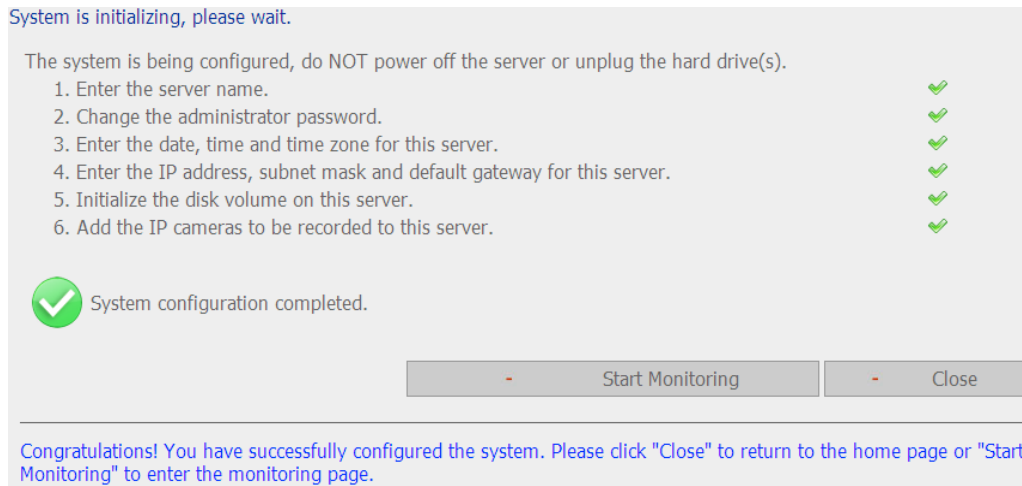 System is initializing, please wait.
The system is being configured, do NOT power off the server or unplug the hard drive(s).
1. Enter the server name.
2. Change the administrator password.
3. Enter the date, time and time zone for this server.
4. Enter the IP address, subnet mask and default gateway for this server.
5. Initialize the disk volume on this server.
6. Add the IP cameras to be recorded to this server.
System configuration completed.
- Start Monitoring - Close
Congratulations! You have successfully configured the system. Please click "Close" to return to the home page or "Start
Monitoring" to enter the monitoring page.